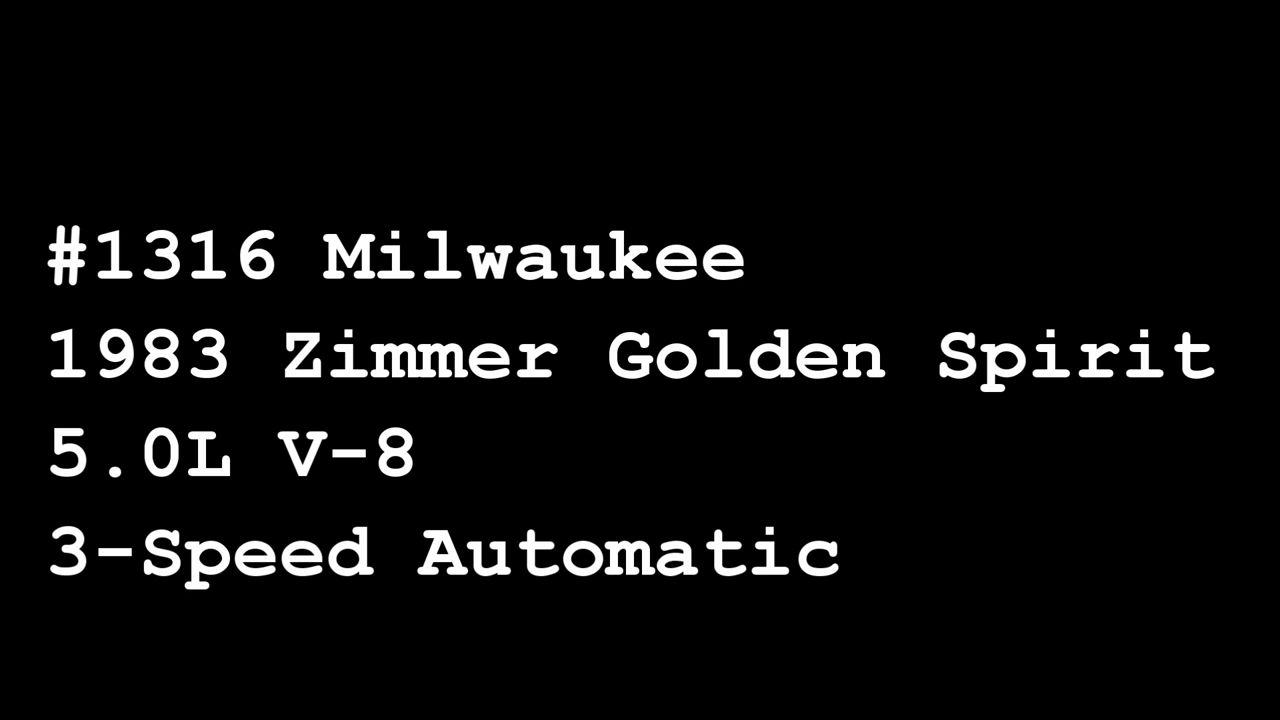 #1316 Milwaukee
1983 Zimmer Golden Spirit
5.0L V-8
3-Speed Automatic